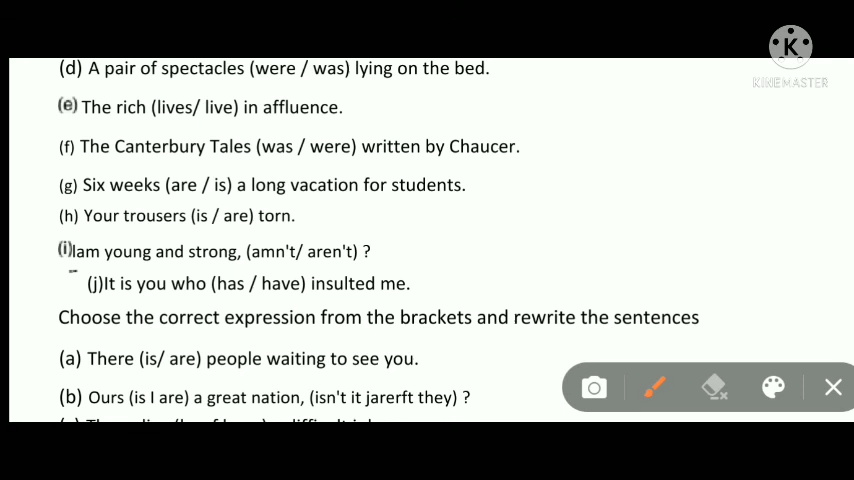 KINEMASTER
(d) A pair of spectacles (were / was) lying on the bed.
(e) The rich (lives/ live) in affluence.
(f) The Canterbury Tales (was / were) written by Chaucer.
(g) Six weeks (are / is) a long vacation for students.
(h) Your trousers (is / are) torn.
(i)Iam young and strong, (amn't/ aren't) ?
(j)It is you who (has / have) insulted me.
Choose the correct expression from the brackets and rewrite the sentences
(a) There (is/ are) people waiting to see you.
(b) Ours (is I are) a great nation, (isn't it jarerft they) ?